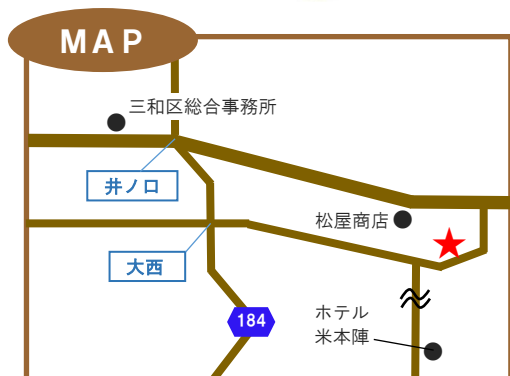 MAP
三和区総合事務所
井ノ口
松屋商店
大西
184
ホテル
米本陣